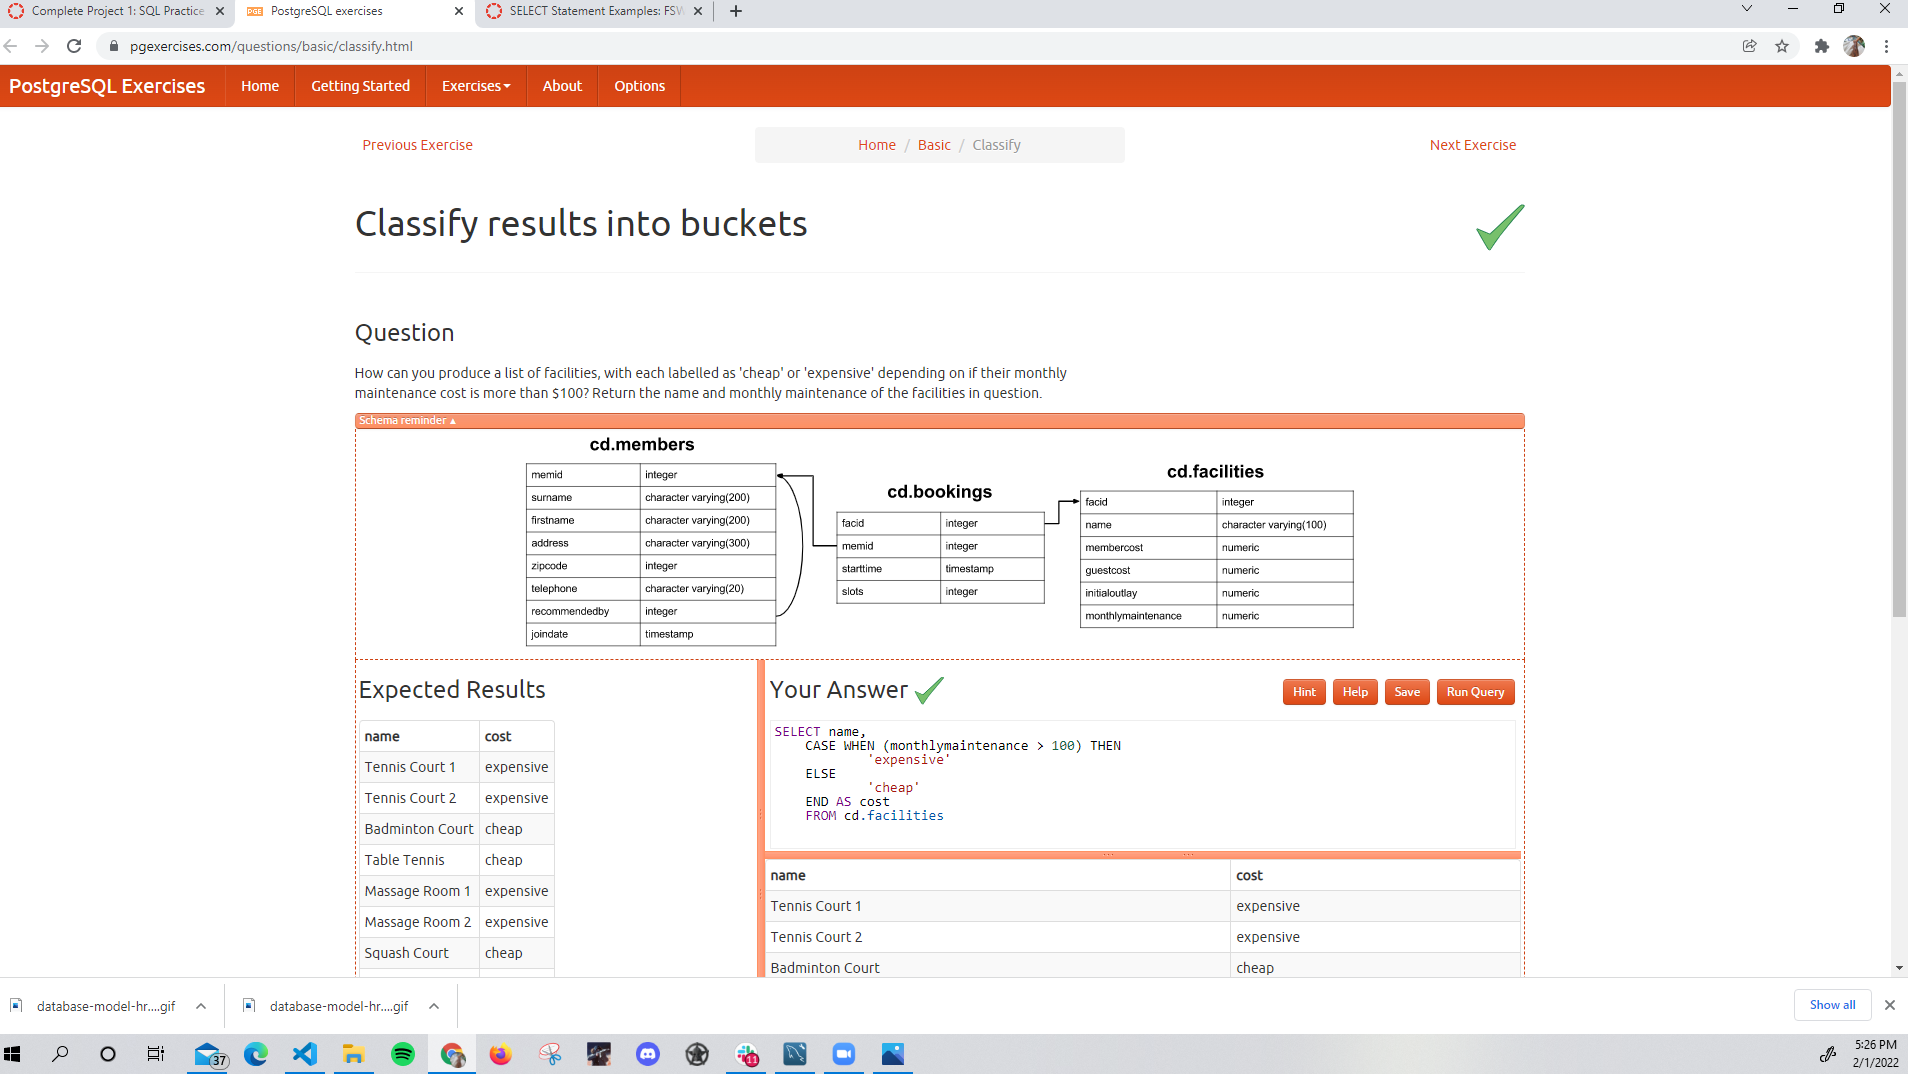 Complete Project 1: SQL Practice
PostgreSQL exercises
SELECT Statement Examples: FSW
pgexercises.com/questions/basic/classify.html
PostgreSQL Exercises
Home
Getting Started
Exercises
About
Options
Previous Exercise
Home / Basic / Classify
Next Exercise
Classify results into buckets
Question
How can you produce a list of facilities, with each labelled as 'cheap' or 'expensive' depending on if their monthly
maintenance cost is more than $100? Return the name and monthly maintenance of the facilities in question.
Schema reminder ▴
cd.members
memid integer
surname character varying(200)
firstname character varying(200)
address character varying(300)
zipcode integer
telephone character varying(20)
recommendedby integer
joindate timestamp
cd.bookings
facid integer
memid integer
starttime timestamp
slots integer
cd.facilities
facid integer
name character varying(100)
membercost numeric
guestcost numeric
initialoutlay numeric
monthlymaintenance numeric
Expected Results
name cost
Tennis Court 1 expensive
Tennis Court 2 expensive
Badminton Court cheap
Table Tennis cheap
Massage Room 1 expensive
Massage Room 2 expensive
Squash Court cheap
Your Answer
Hint
Help
Save
Run Query
SELECT name,
CASE WHEN (monthlymaintenance > 100) THEN
'expensive'
ELSE
'cheap'
END AS cost
FROM cd.facilities
name cost
Tennis Court 1 expensive
Tennis Court 2 expensive
Badminton Court cheap
database-model-hr....gif
database-model-hr....gif
Show all
37
11
5:26 PM
2/1/2022